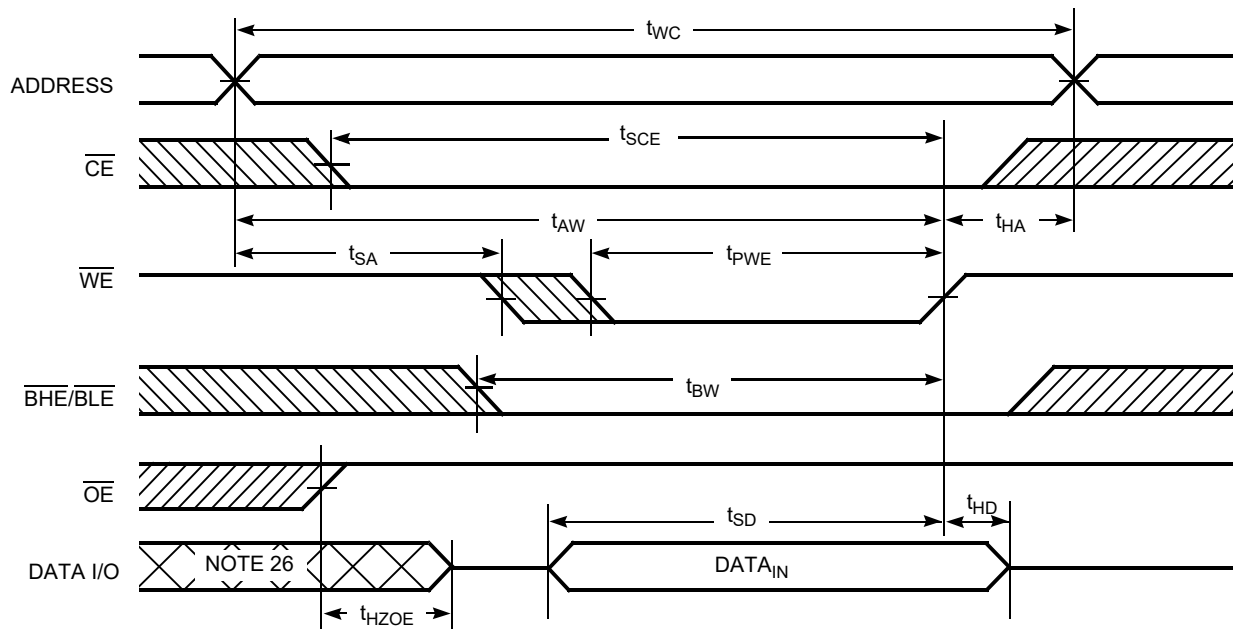 tWC
ADDRESS
tSCE
CE
tAW
tHA
tSA
tPWE
WE
tBW
BHE/BLE
OE
tSD
tHD
DATA I/O
NOTE 26
DATAIN
tHZOE